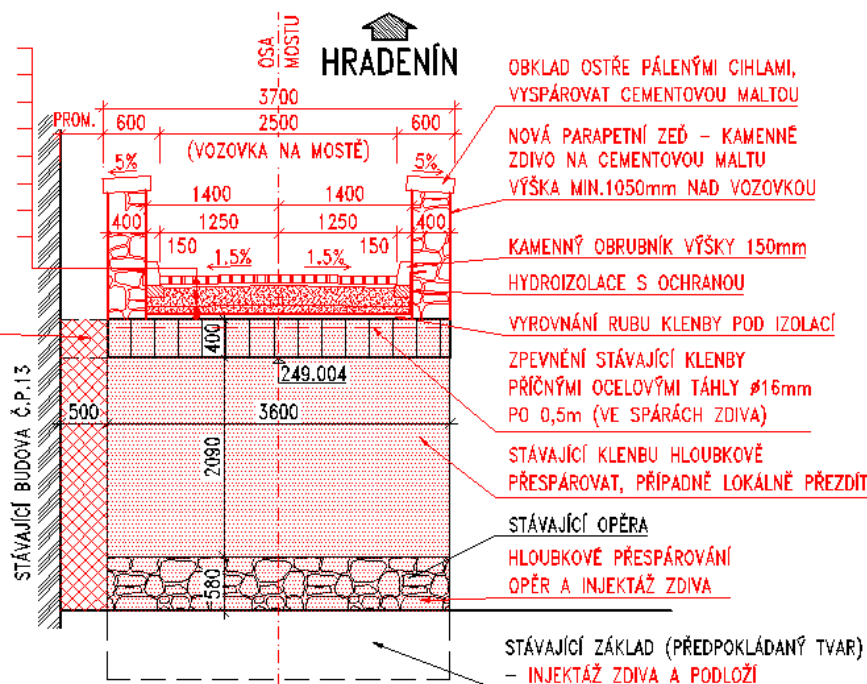 OSA
MOSTU
HRADENÍN
3700
PROM.
600
2500
600
(VOZOVKA NA MOSTĚ)
5%
5%
1400
1400
400
1250
1250
400
150
1.5%
1.5%
150
400
249.004
500
3600
2090
580
STÁVAJÍCÍ BUDOVA Č.P.13
OBKLAD OSTŘE PÁLENÝMI CIHLAMI,
VYSPÁROVAT CEMENTOVOU MALTOU
NOVÁ PARAPETNÍ ZEĎ – KAMENNÉ
ZDIVO NA CEMENTOVOU MALTU
VÝŠKA MIN.1050mm NAD VOZOVKOU
KAMENNÝ OBRUBNÍK VÝŠKY 150mm
HYDROIZOLACE S OCHRANOU
VYROVNÁNÍ RUBU KLENBY POD IZOLACÍ
ZPEVNĚNÍ STÁVAJÍCÍ KLENBY
PŘÍČNÝMI OCELOVÝMI TÁHLY ø16mm
PO 0,5m (VE SPÁRÁCH ZDIVA)
STÁVAJÍCÍ KLENBU HLOUBKOVĚ
PŘESPÁROVAT, PŘÍPADNĚ LOKÁLNĚ PŘEZDÍT
STÁVAJÍCÍ OPĚRA
HLOUBKOVÉ PŘESPÁROVÁNÍ
OPĚR A INJEKTÁŽ ZDIVA
STÁVAJÍCÍ ZÁKLAD (PŘEDPOKLÁDANÝ TVAR)
– INJEKTÁŽ ZDIVA A PODLOŽÍ